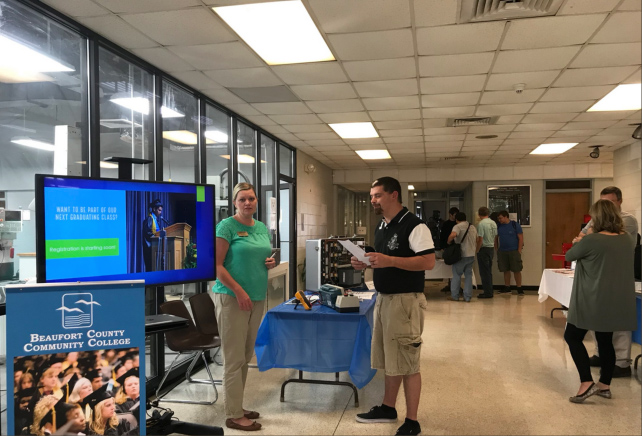 WANT TO BE PART OF OUR
NEXT GRADUATING CLASS?
Registration is starting soon!
BEAUFORT COUNTY
COMMUNITY COLLEGE